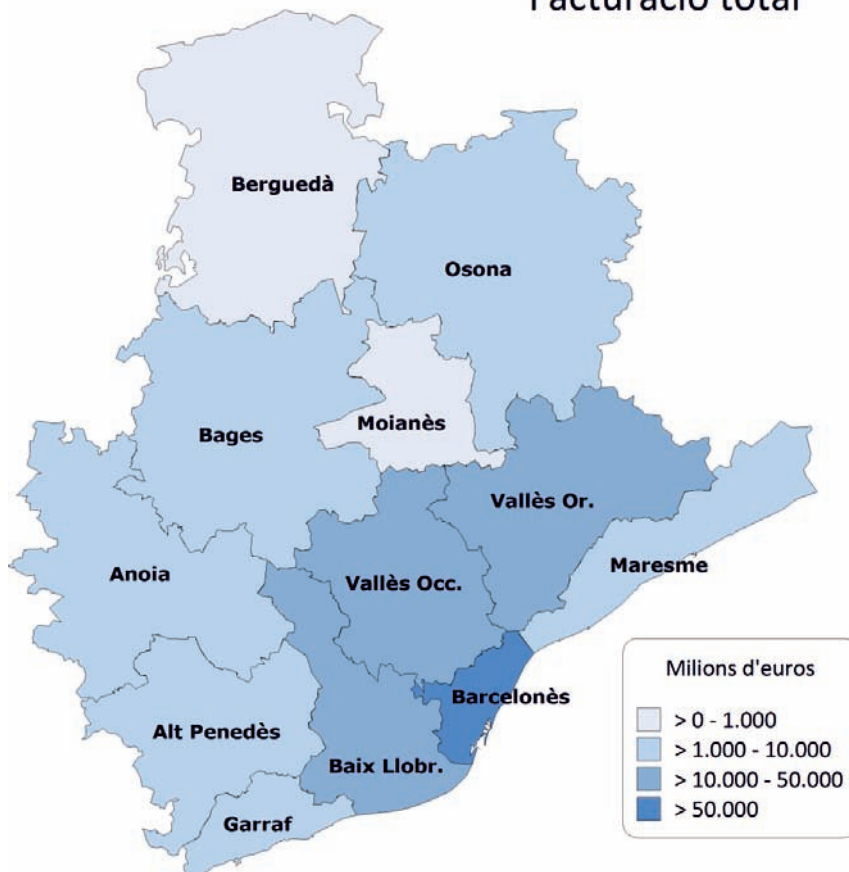 Facturació total
Berguedà
Osona
Moianès
Bages
Vallès Or.
Maresme
Anoia
Vallès Occ.
Barcelonès
Alt Penedès
Baix Llobr.
Garraf
Milions d'euros
> 0 - 1.000
> 1.000 - 10.000
> 10.000 - 50.000
> 50.000